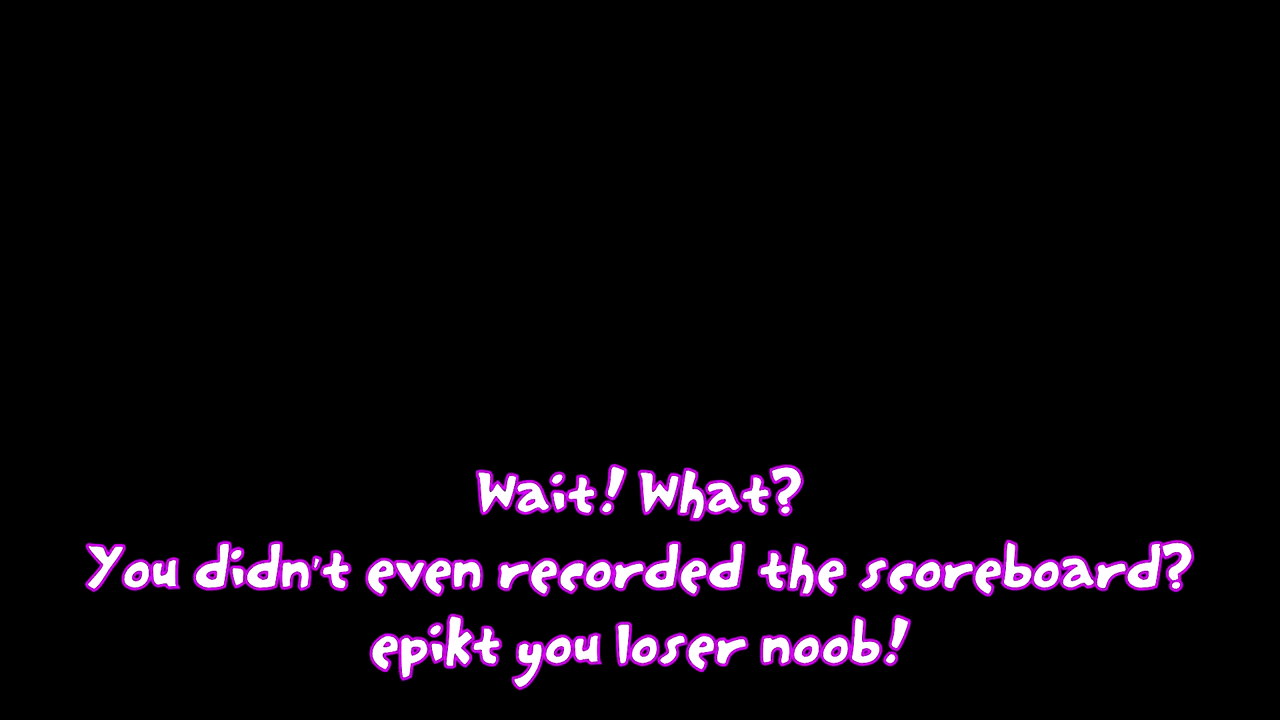 Wait! What?
You didn't even recorded the scoreboard?
epikt you loser noob!